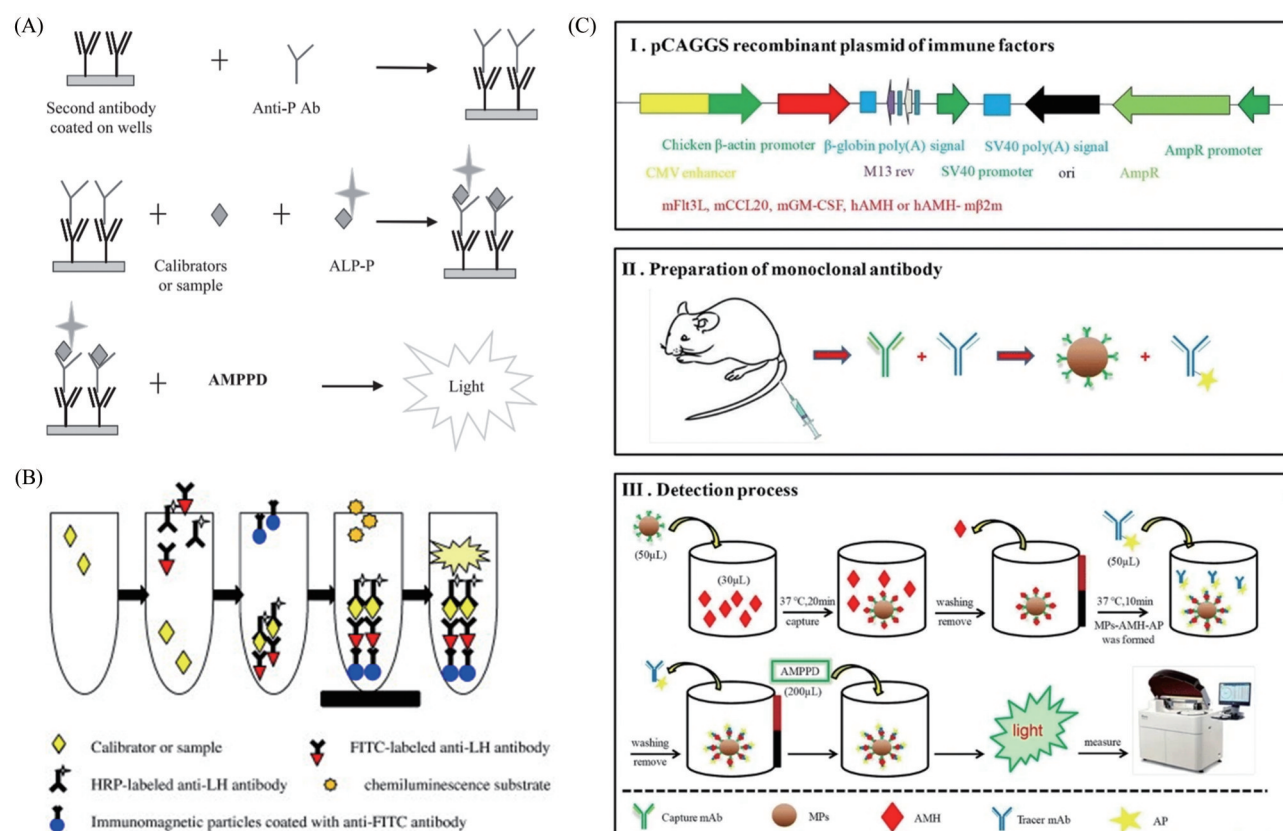 (A)
Second antibody
coated on wells
+
Anti-P Ab
+
Calibrators
or sample
+
ALP-P
+
AMPPD
Light
(B)
Calibrator or sample
FITC-labeled anti-LH antibody
HRP-labeled anti-LH antibody
chemiluminescence substrate
Immunomagnetic particles coated with anti-FITC antibody
(C)
I . pCAGGS recombinant plasmid of immune factors
Chicken β-actin promoter
β-globin poly(A) signal
SV40 poly(A) signal
AmpR promoter
CMV enhancer
M13 rev
SV40 promoter
ori
AmpR
mFlt3L, mCCL20, mGM-CSF, hAMH or hAMH- mβ2m
II . Preparation of monoclonal antibody
+
+
III . Detection process
(50μL)
(30μL)
37 °C,20min
capture
washing
remove
(50μL)
37 °C,10min
MPs-AMH-AP
was formed
washing
remove
AMPPD
(200μL)
light
measure
Capture mAb
MPs
AMH
Tracer mAb
AP